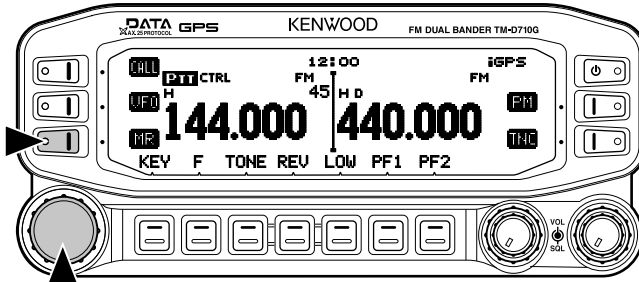 DATA GPS KENWOOD FM DUAL BANDER TM-D710G
AX.25 PROTOCOL
CALL 12:00 iGPS
PTT CTRL FM FM
VFO H 45 H D PM
MR 144.000 440.000 TNC
KEY F TONE REV LOW PF1 PF2
VOL
SQL